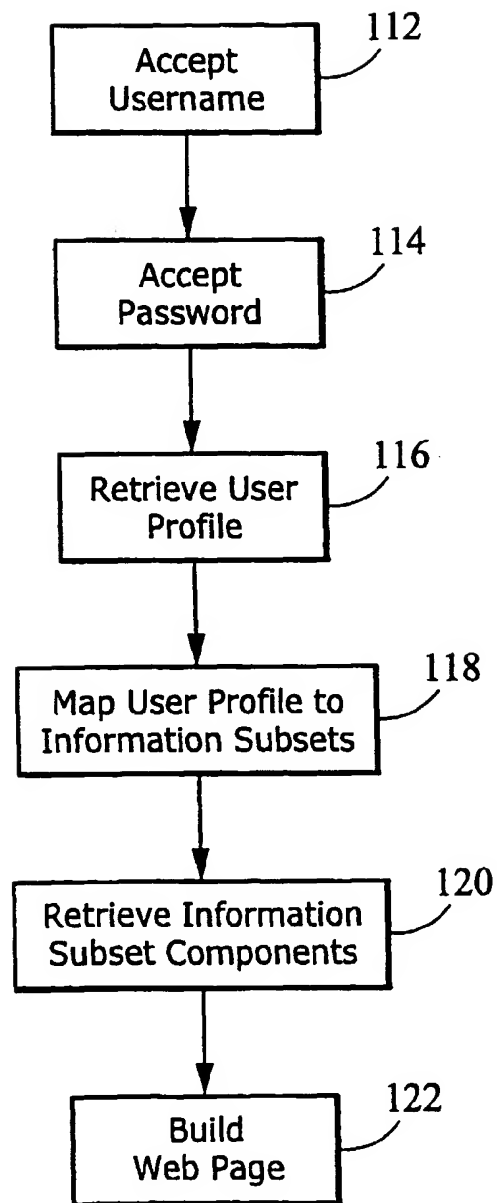 112
Accept
Username
114
Accept
Password
116
Retrieve User
Profile
118
Map User Profile to
Information Subsets
120
Retrieve Information
Subset Components
122
Build
Web Page